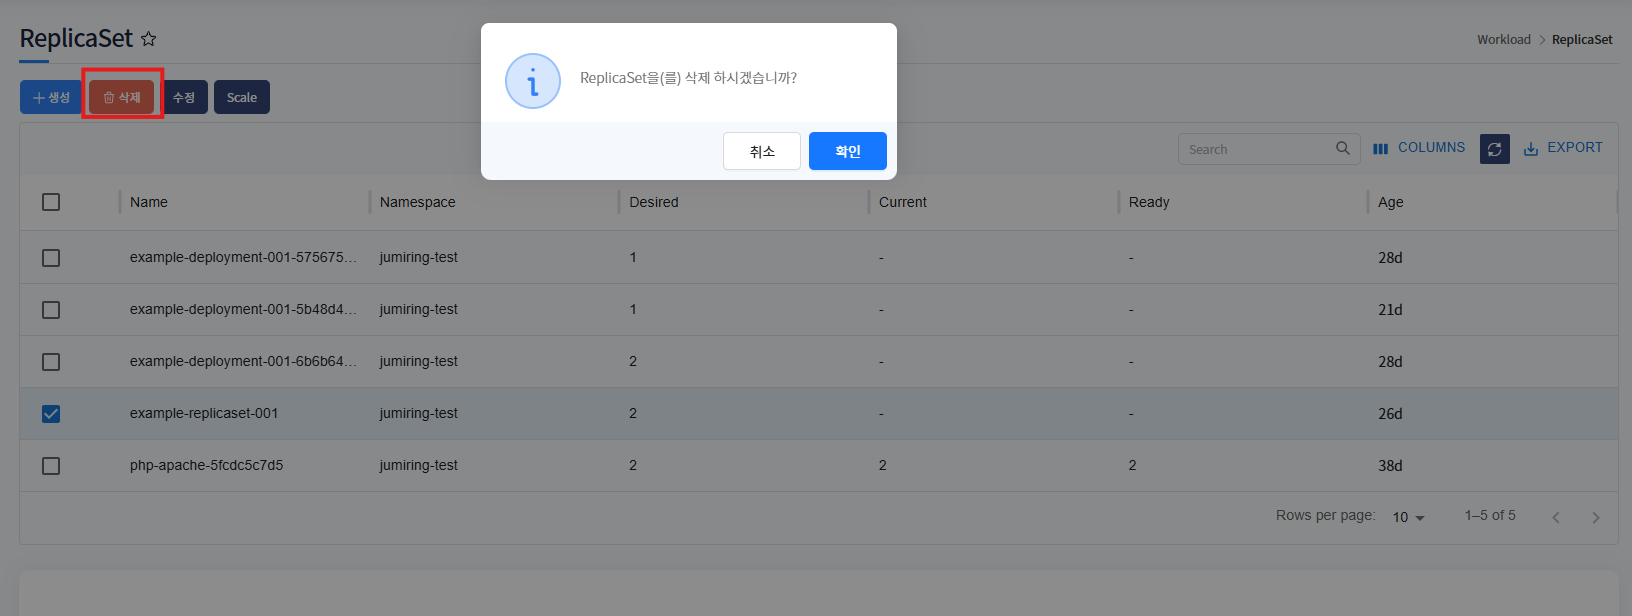 ReplicaSet
Workload > ReplicaSet
생성 삭제 수정 Scale
ReplicaSet을(를) 삭제 하시겠습니까?
취소 확인
Search COLUMNS EXPORT
Name Namespace Desired Current Ready Age
example-deployment-001-575675... jumiring-test 1 - - 28d
example-deployment-001-5b48d4... jumiring-test 1 - - 21d
example-deployment-001-6b6b64... jumiring-test 2 - - 28d
example-replicaset-001 jumiring-test 2 - - 26d
php-apache-5fcdc5c7d5 jumiring-test 2 2 2 38d
Rows per page: 10 1–5 of 5